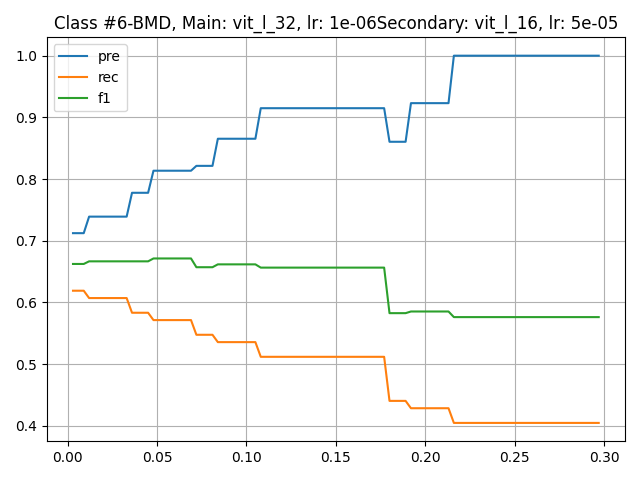 Class #6-BMD, Main: vit_l_32, lr: 1e-06Secondary: vit_l_16, lr: 5e-05
pre
rec
f1
1.0
0.9
0.8
0.7
0.6
0.5
0.4
0.00 0.05 0.10 0.15 0.20 0.25 0.30